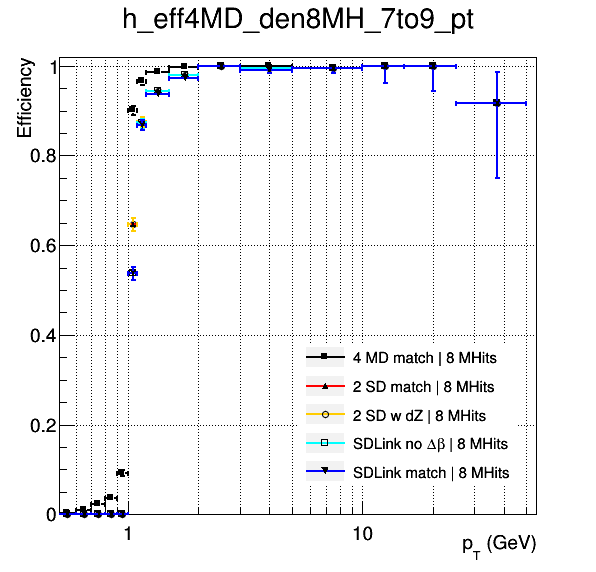 h_eff4MD_den8MH_7to9_pt
Efficiency
1
0.8
0.6
0.4
0.2
0
4 MD match | 8 MHits
2 SD match | 8 MHits
2 SD w dZ | 8 MHits
SDLink no Δβ | 8 MHits
SDLink match | 8 MHits
1
10
p_T (GeV)